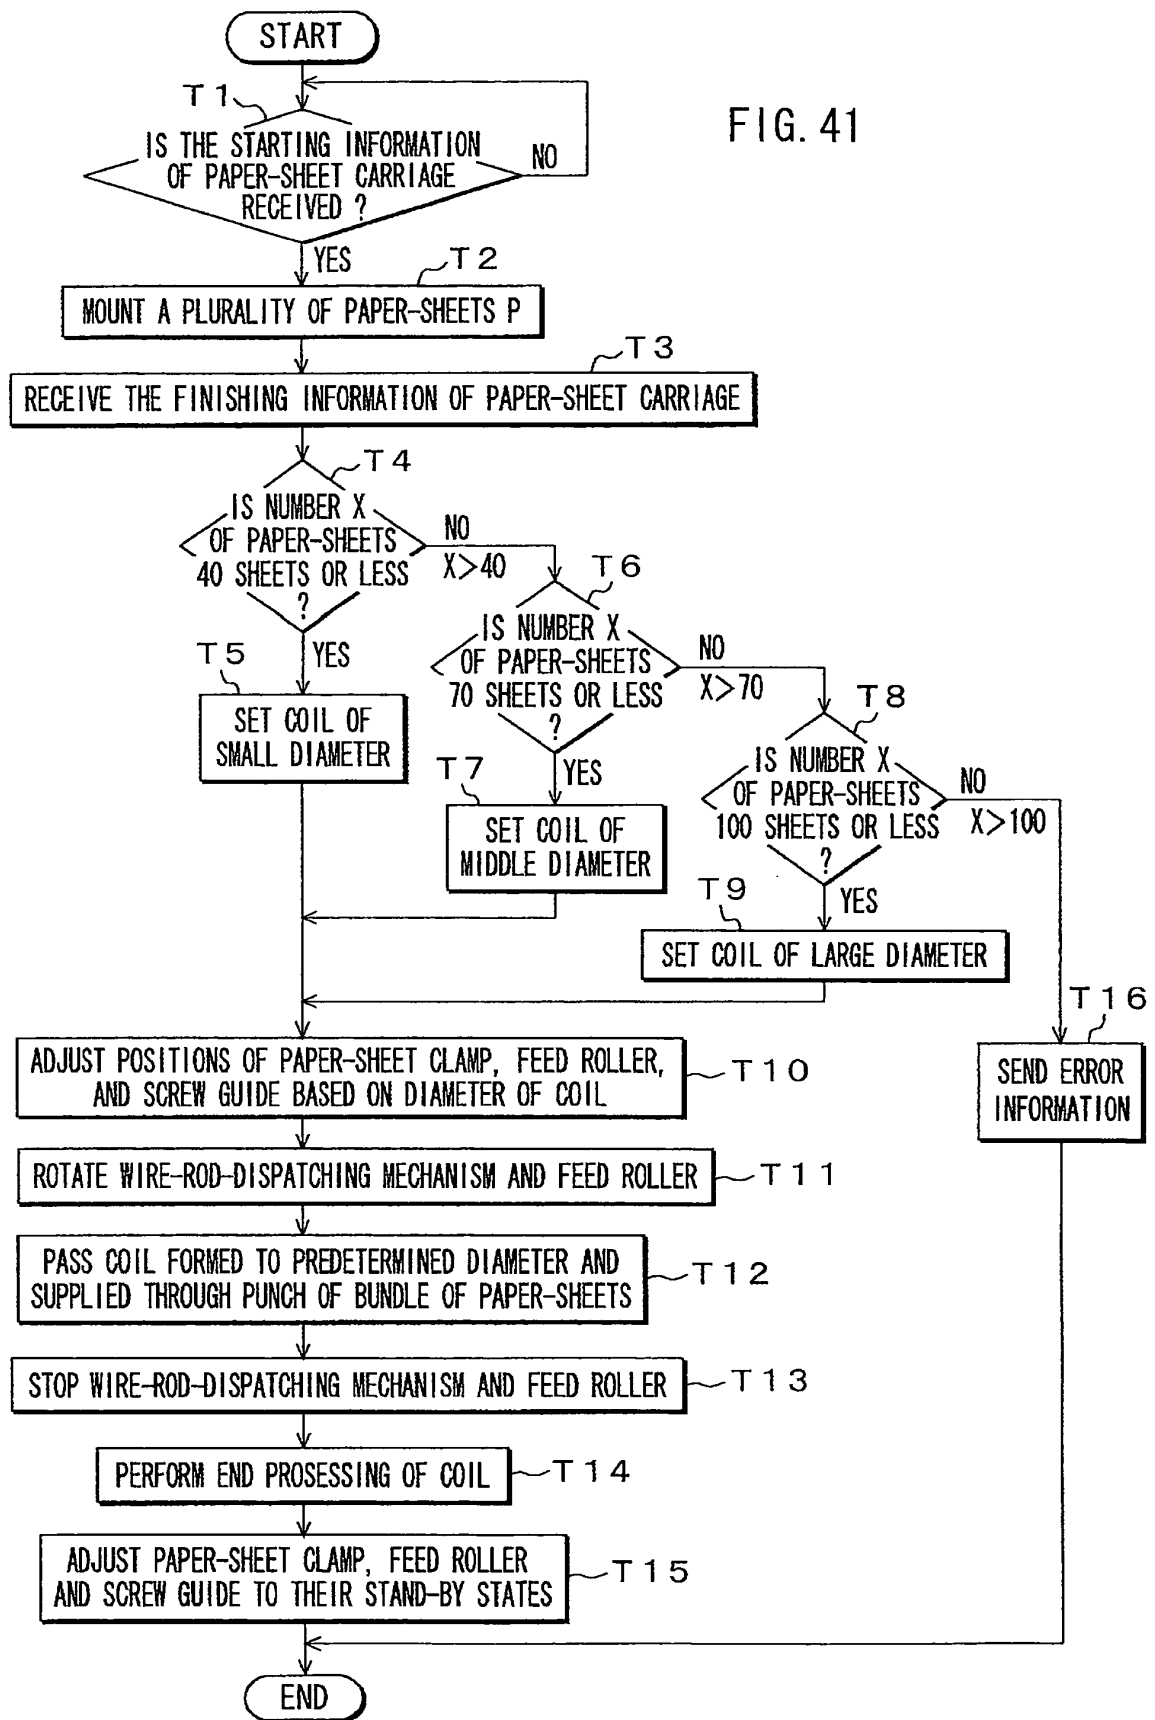 START
FIG. 41
T1
IS THE STARTING INFORMATION
OF PAPER-SHEET CARRIAGE
RECEIVED ?
NO
YES
T2
MOUNT A PLURALITY OF PAPER-SHEETS P
T3
RECEIVE THE FINISHING INFORMATION OF PAPER-SHEET CARRIAGE
T4
IS NUMBER X
OF PAPER-SHEETS
40 SHEETS OR LESS
?
NO
X>40
YES
T5
SET COIL OF
SMALL DIAMETER
T6
IS NUMBER X
OF PAPER-SHEETS
70 SHEETS OR LESS
?
NO
X>70
YES
T7
SET COIL OF
MIDDLE DIAMETER
T8
IS NUMBER X
OF PAPER-SHEETS
100 SHEETS OR LESS
?
NO
X>100
YES
T9
SET COIL OF LARGE DIAMETER
T16
SEND ERROR
INFORMATION
ADJUST POSITIONS OF PAPER-SHEET CLAMP, FEED ROLLER,
AND SCREW GUIDE BASED ON DIAMETER OF COIL
T10
ROTATE WIRE-ROD-DISPATCHING MECHANISM AND FEED ROLLER
T11
PASS COIL FORMED TO PREDETERMINED DIAMETER AND
SUPPLIED THROUGH PUNCH OF BUNDLE OF PAPER-SHEETS
T12
STOP WIRE-ROD-DISPATCHING MECHANISM AND FEED ROLLER
T13
PERFORM END PROSESSING OF COIL
T14
ADJUST PAPER-SHEET CLAMP, FEED ROLLER
AND SCREW GUIDE TO THEIR STAND-BY STATES
T15
END